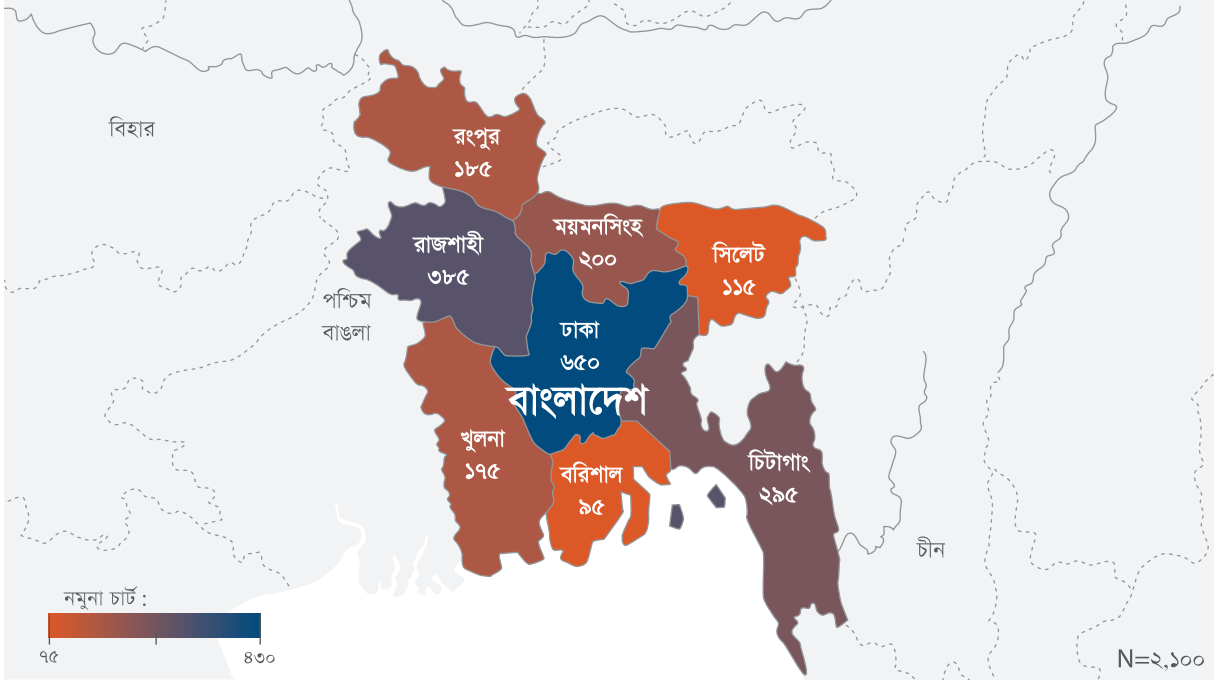 বিহার
রংপুর
১৮৫
রাজশাহী
৩৮৫
ময়মনসিংহ
২০০
সিলেট
১১৫
পশ্চিম
বাঙলা
ঢাকা
৬৫০
বাংলাদেশ
খুলনা
১৭৫
বরিশাল
৯৫
চিটাগাং
২৯৫
চীন
নমুনা চার্ট :
৭৫
৪৩০
N=২,১০০